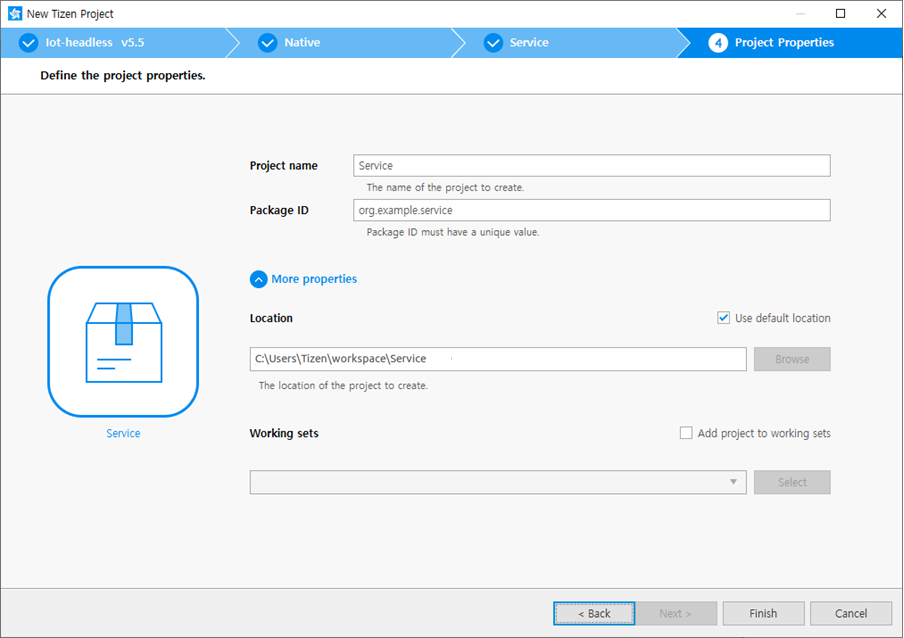 New Tizen Project
Iot-headless v5.5
Native
Service
4 Project Properties
Define the project properties.
Project name
Service
The name of the project to create.
Package ID
org.example.service
Package ID must have a unique value.
More properties
Location
Use default location
C:\Users\Tizen\workspace\Service
Browse
The location of the project to create.
Service
Working sets
Add project to working sets
Select
< Back
Next >
Finish
Cancel